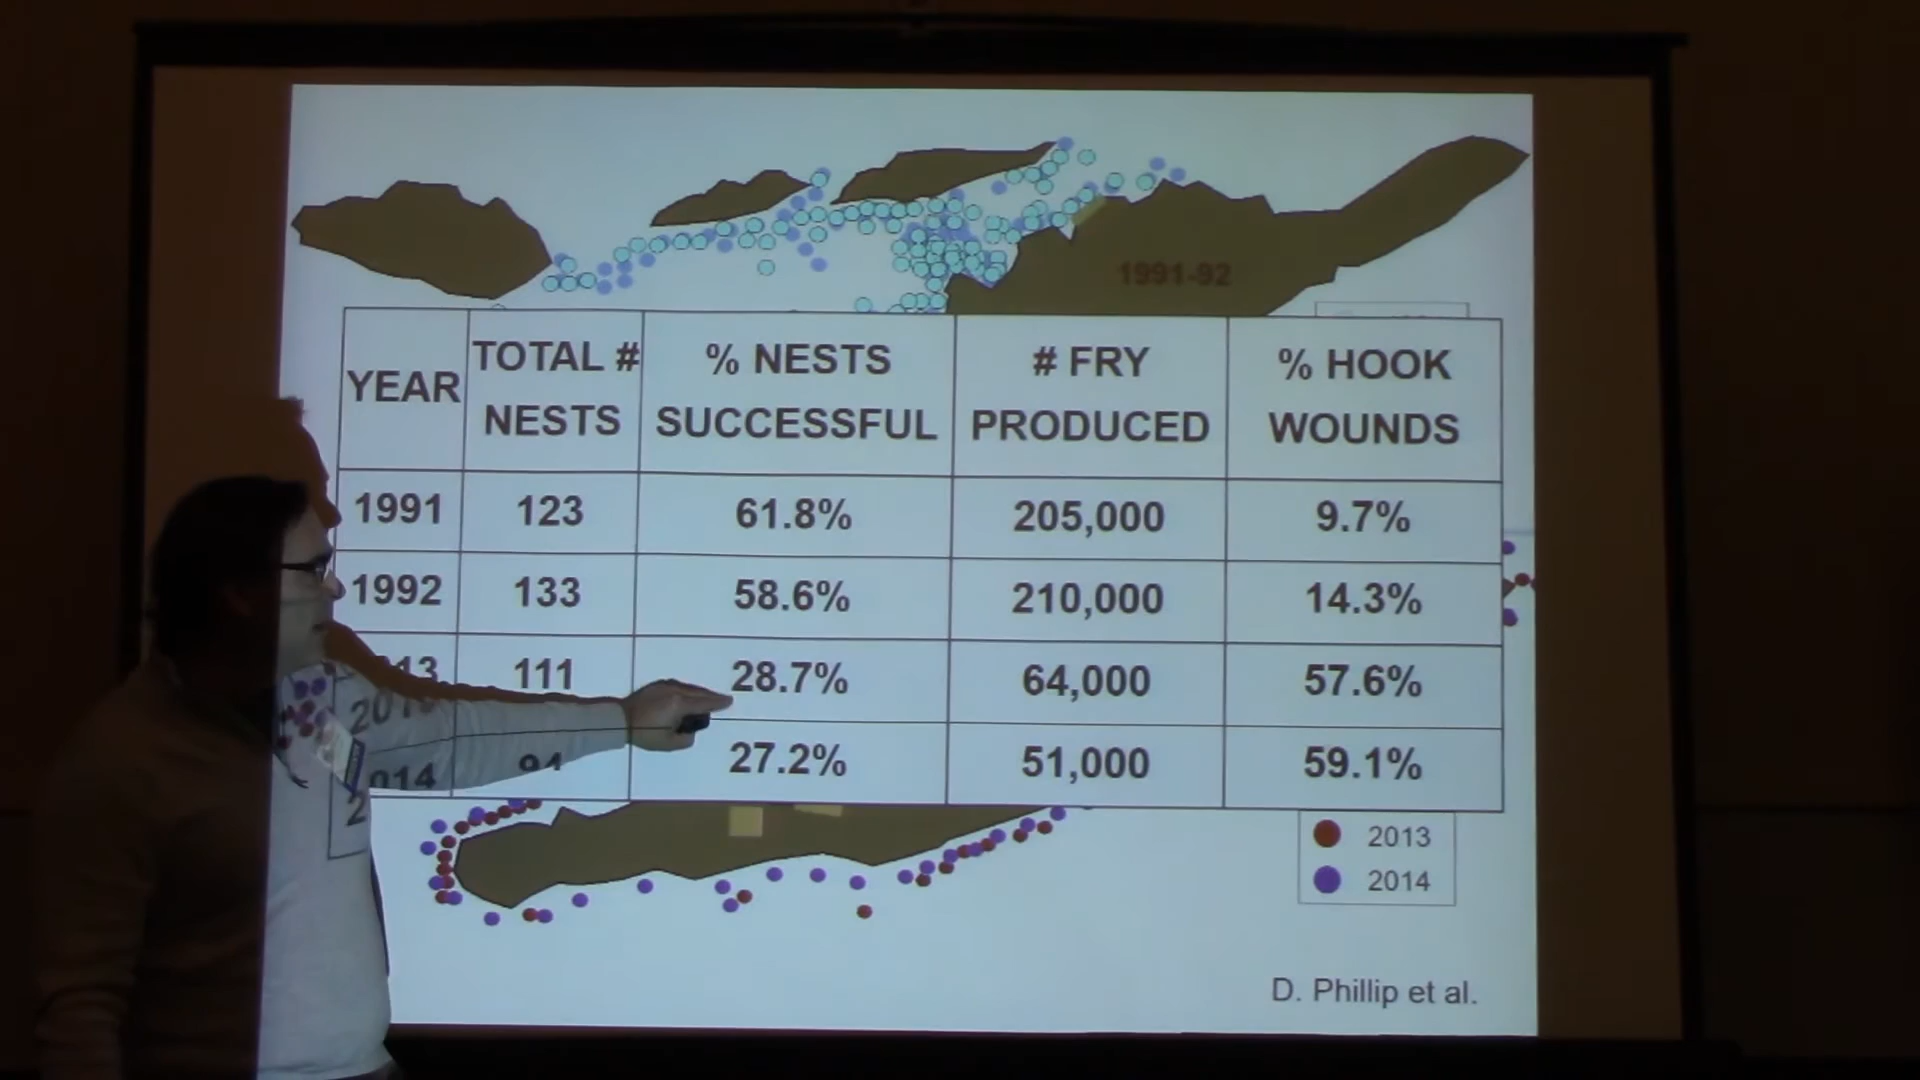 1991-92
YEAR
TOTAL #
NESTS
% NESTS
SUCCESSFUL
# FRY
PRODUCED
% HOOK
WOUNDS
1991 123 61.8% 205,000 9.7%
1992 133 58.6% 210,000 14.3%
2013 111 28.7% 64,000 57.6%
2014 94 27.2% 51,000 59.1%
2013
2014
D. Phillip et al.